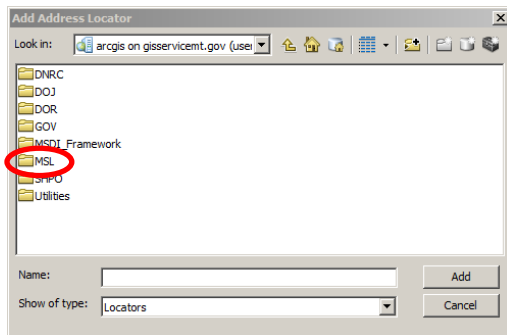 Add Address Locator
Look in: arcgis on gisservicemt.gov (user
DNRC
DOJ
DOR
GOV
MSDI_Framework
MSL
SHPO
Utilities
Name: Add
Show of type: Locators Cancel